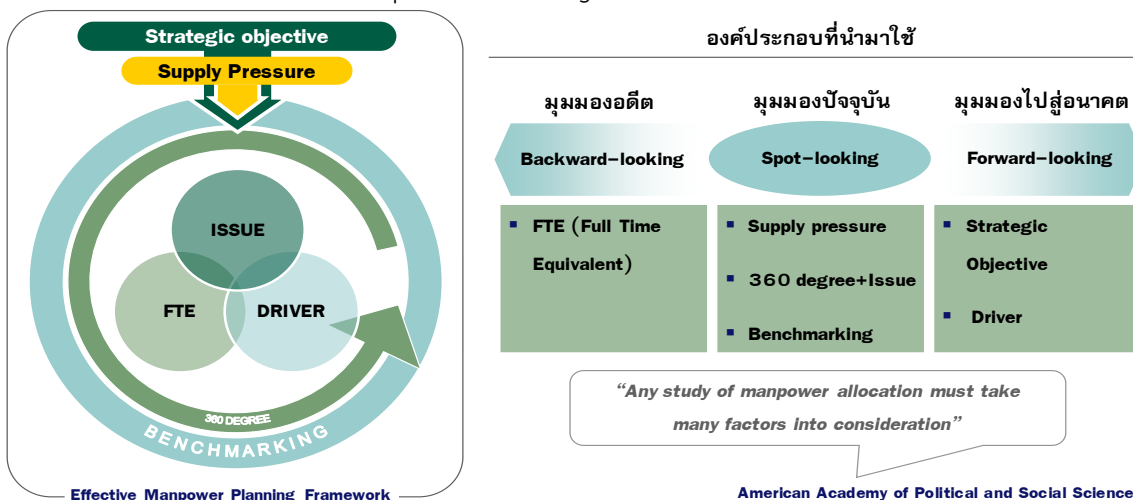 Strategic objective
Supply Pressure
ISSUE
FTE
DRIVER
360 DEGREE
BENCHMARKING
Effective Manpower Planning Framework
องค์ประกอบที่นำมาใช้
มุมมองอดีต
มุมมองปัจจุบัน
มุมมองไปสู่อนาคต
Backward-looking
Spot-looking
Forward-looking
▪ FTE (Full Time
Equivalent)
▪ Supply pressure
▪ 360 degree+Issue
▪ Benchmarking
▪ Strategic
Objective
▪ Driver
“Any study of manpower allocation must take
many factors into consideration”
American Academy of Political and Social Science